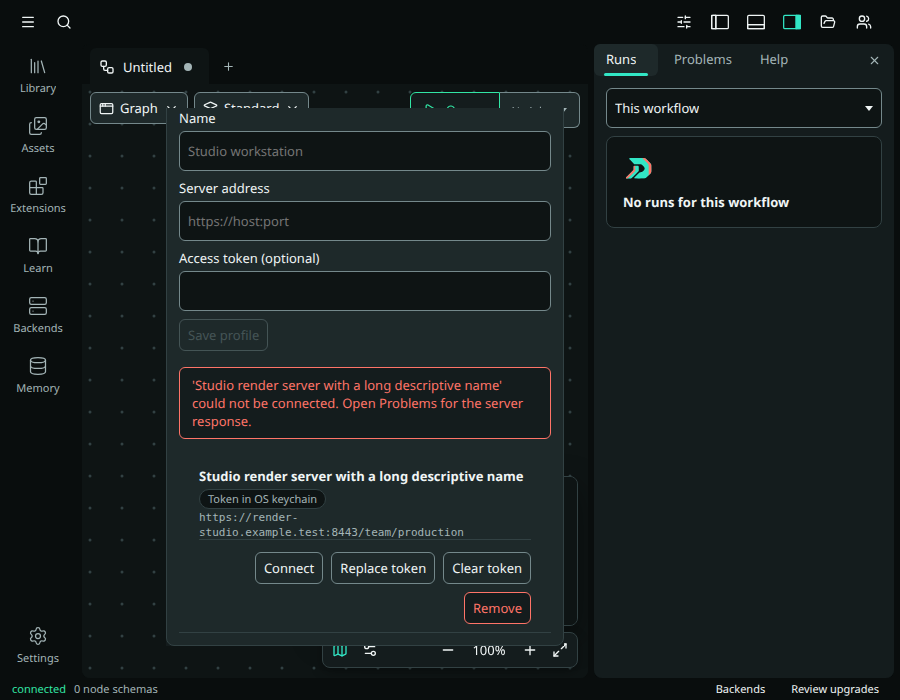 Untitled
Runs
Problems
Help
Library
Assets
Extensions
Learn
Backends
Memory
Settings
Graph
Standard
This workflow
No runs for this workflow
Name
Studio workstation
Server address
https://host:port
Access token (optional)
Save profile
'Studio render server with a long descriptive name'
could not be connected. Open Problems for the server
response.
Studio render server with a long descriptive name
Token in OS keychain
https://render-
studio.example.test:8443/team/production
Connect
Replace token
Clear token
Remove
100%
connected
0 node schemas
Backends
Review upgrades